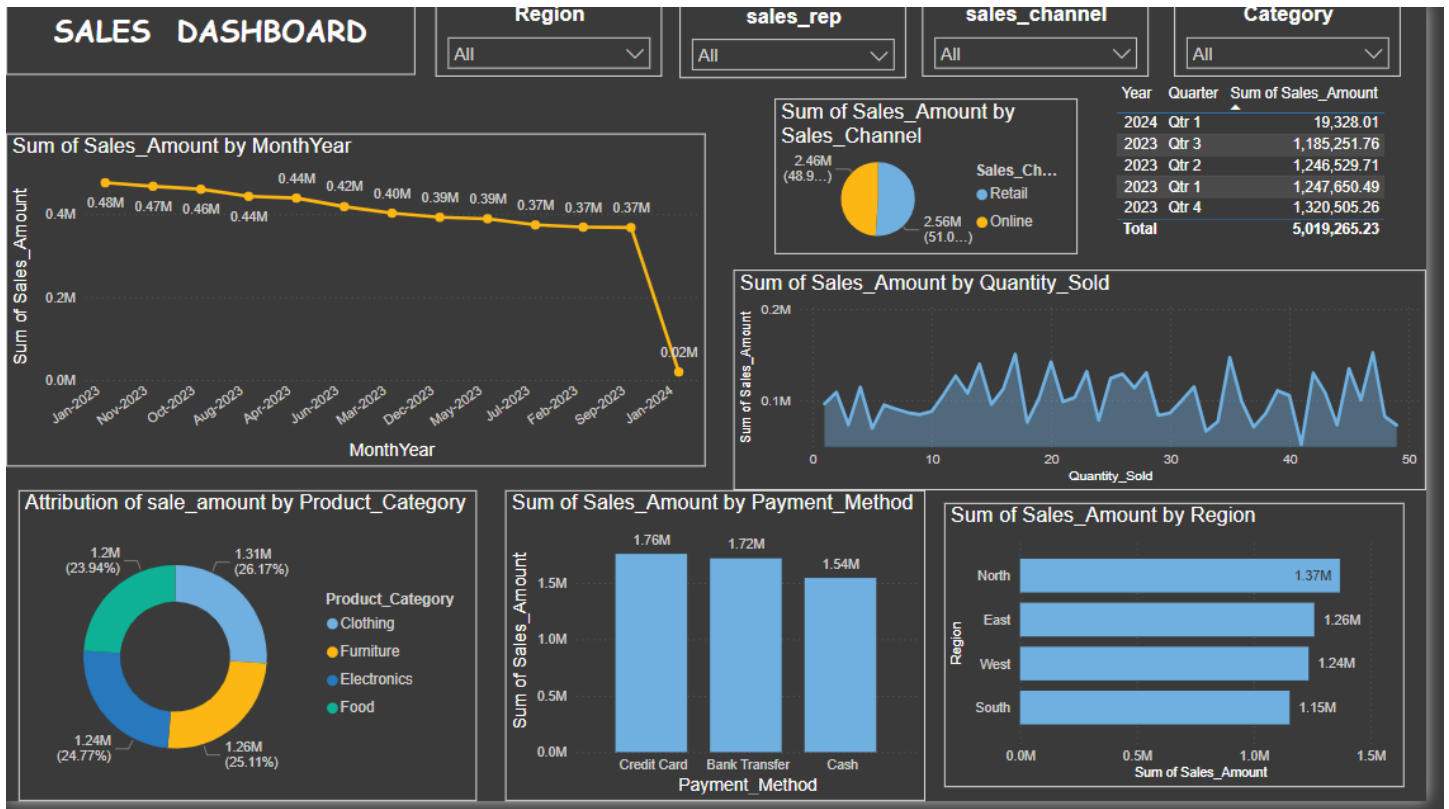 SALES DASHBOARD
Region
All
sales_rep
All
sales_channel
All
Category
All
Sum of Sales_Amount by MonthYear
Sum of Sales_Amount
0.4M
0.2M
0.0M
0.48M
0.47M
0.46M
0.44M
0.44M
0.42M
0.40M
0.39M
0.39M
0.37M
0.37M
0.37M
0.02M
Jan-2023
Nov-2023
Oct-2023
Aug-2023
Apr-2023
Jun-2023
Mar-2023
Dec-2023
May-2023
Jul-2023
Feb-2023
Sep-2023
Jan-2024
MonthYear
Sum of Sales_Amount by
Sales_Channel
2.46M
(48.9...)
2.56M
(51.0...)
Sales_Ch...
Retail
Online
Year Quarter Sum of Sales_Amount
2024 Qtr 1 19,328.01
2023 Qtr 3 1,185,251.76
2023 Qtr 2 1,246,529.71
2023 Qtr 1 1,247,650.49
2023 Qtr 4 1,320,505.26
Total 5,019,265.23
Sum of Sales_Amount by Quantity_Sold
Sum of Sales_Amount
0.2M
0.1M
0 10 20 30 40 50
Quantity_Sold
Attribution of sale_amount by Product_Category
1.2M
(23.94%)
1.31M
(26.17%)
1.24M
(24.77%)
1.26M
(25.11%)
Product_Category
Clothing
Furniture
Electronics
Food
Sum of Sales_Amount by Payment_Method
Sum of Sales_Amount
1.5M
1.0M
0.5M
0.0M
1.76M
1.72M
1.54M
Credit Card Bank Transfer Cash
Payment_Method
Sum of Sales_Amount by Region
Region
North 1.37M
East 1.26M
West 1.24M
South 1.15M
0.0M 0.5M 1.0M 1.5M
Sum of Sales_Amount